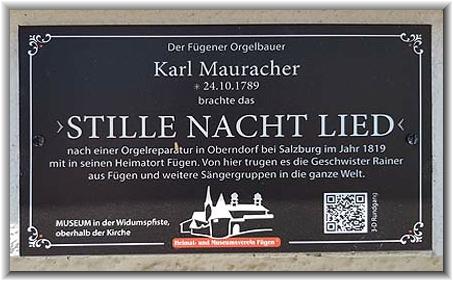 Der Fügener Orgelbauer
Karl Mauracher
* 24.10.1789
brachte das
›STILLE NACHT LIED‹
nach einer Orgelreparatur in Oberndorf bei Salzburg im Jahr 1819
mit in seinen Heimatort Fügen. Von hier trugen es die Geschwister Rainer
aus Fügen und weitere Sängergruppen in die ganze Welt.
MUSEUM in der Widumspfiste,
oberhalb der Kirche
Heimat- und Museumsverein Fügen
3-D Rundgang